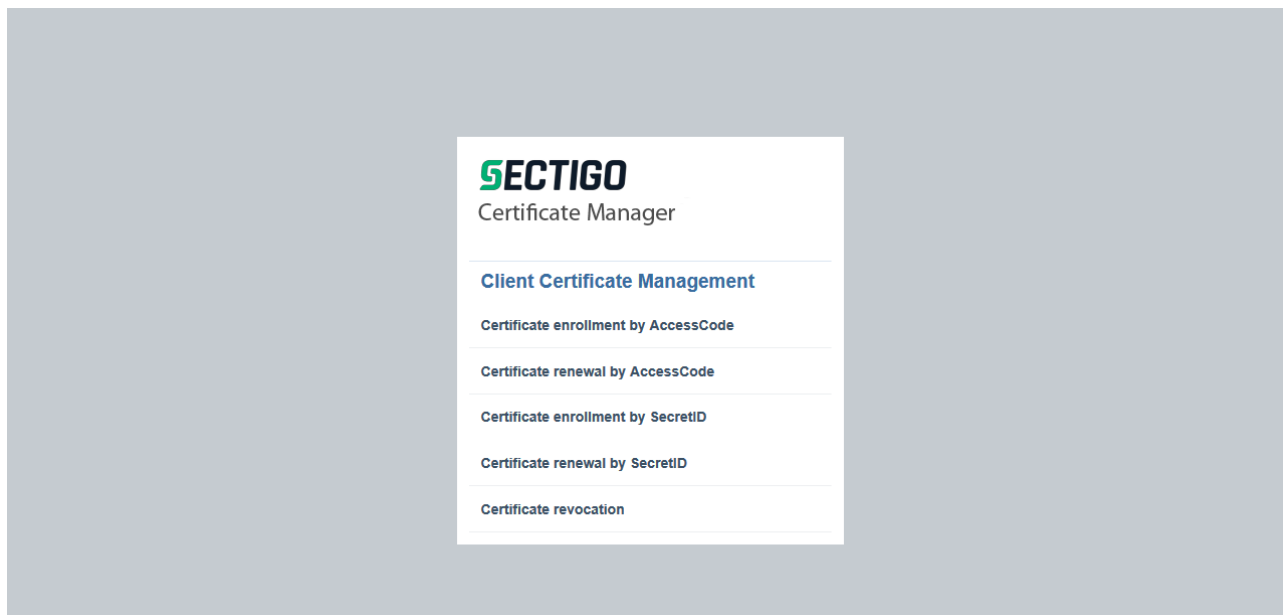 SECTIGO
Certificate Manager
Client Certificate Management
Certificate enrollment by AccessCode
Certificate renewal by AccessCode
Certificate enrollment by SecretID
Certificate renewal by SecretID
Certificate revocation